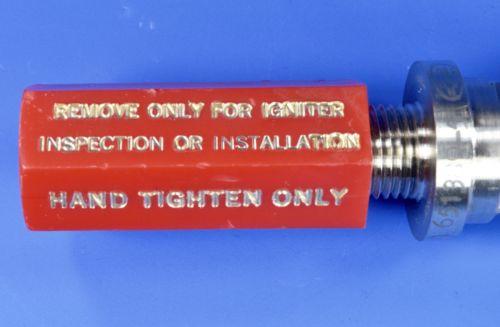 REMOVE ONLY FOR IGNITER
INSPECTION OR INSTALLATION
HAND TIGHTEN ONLY